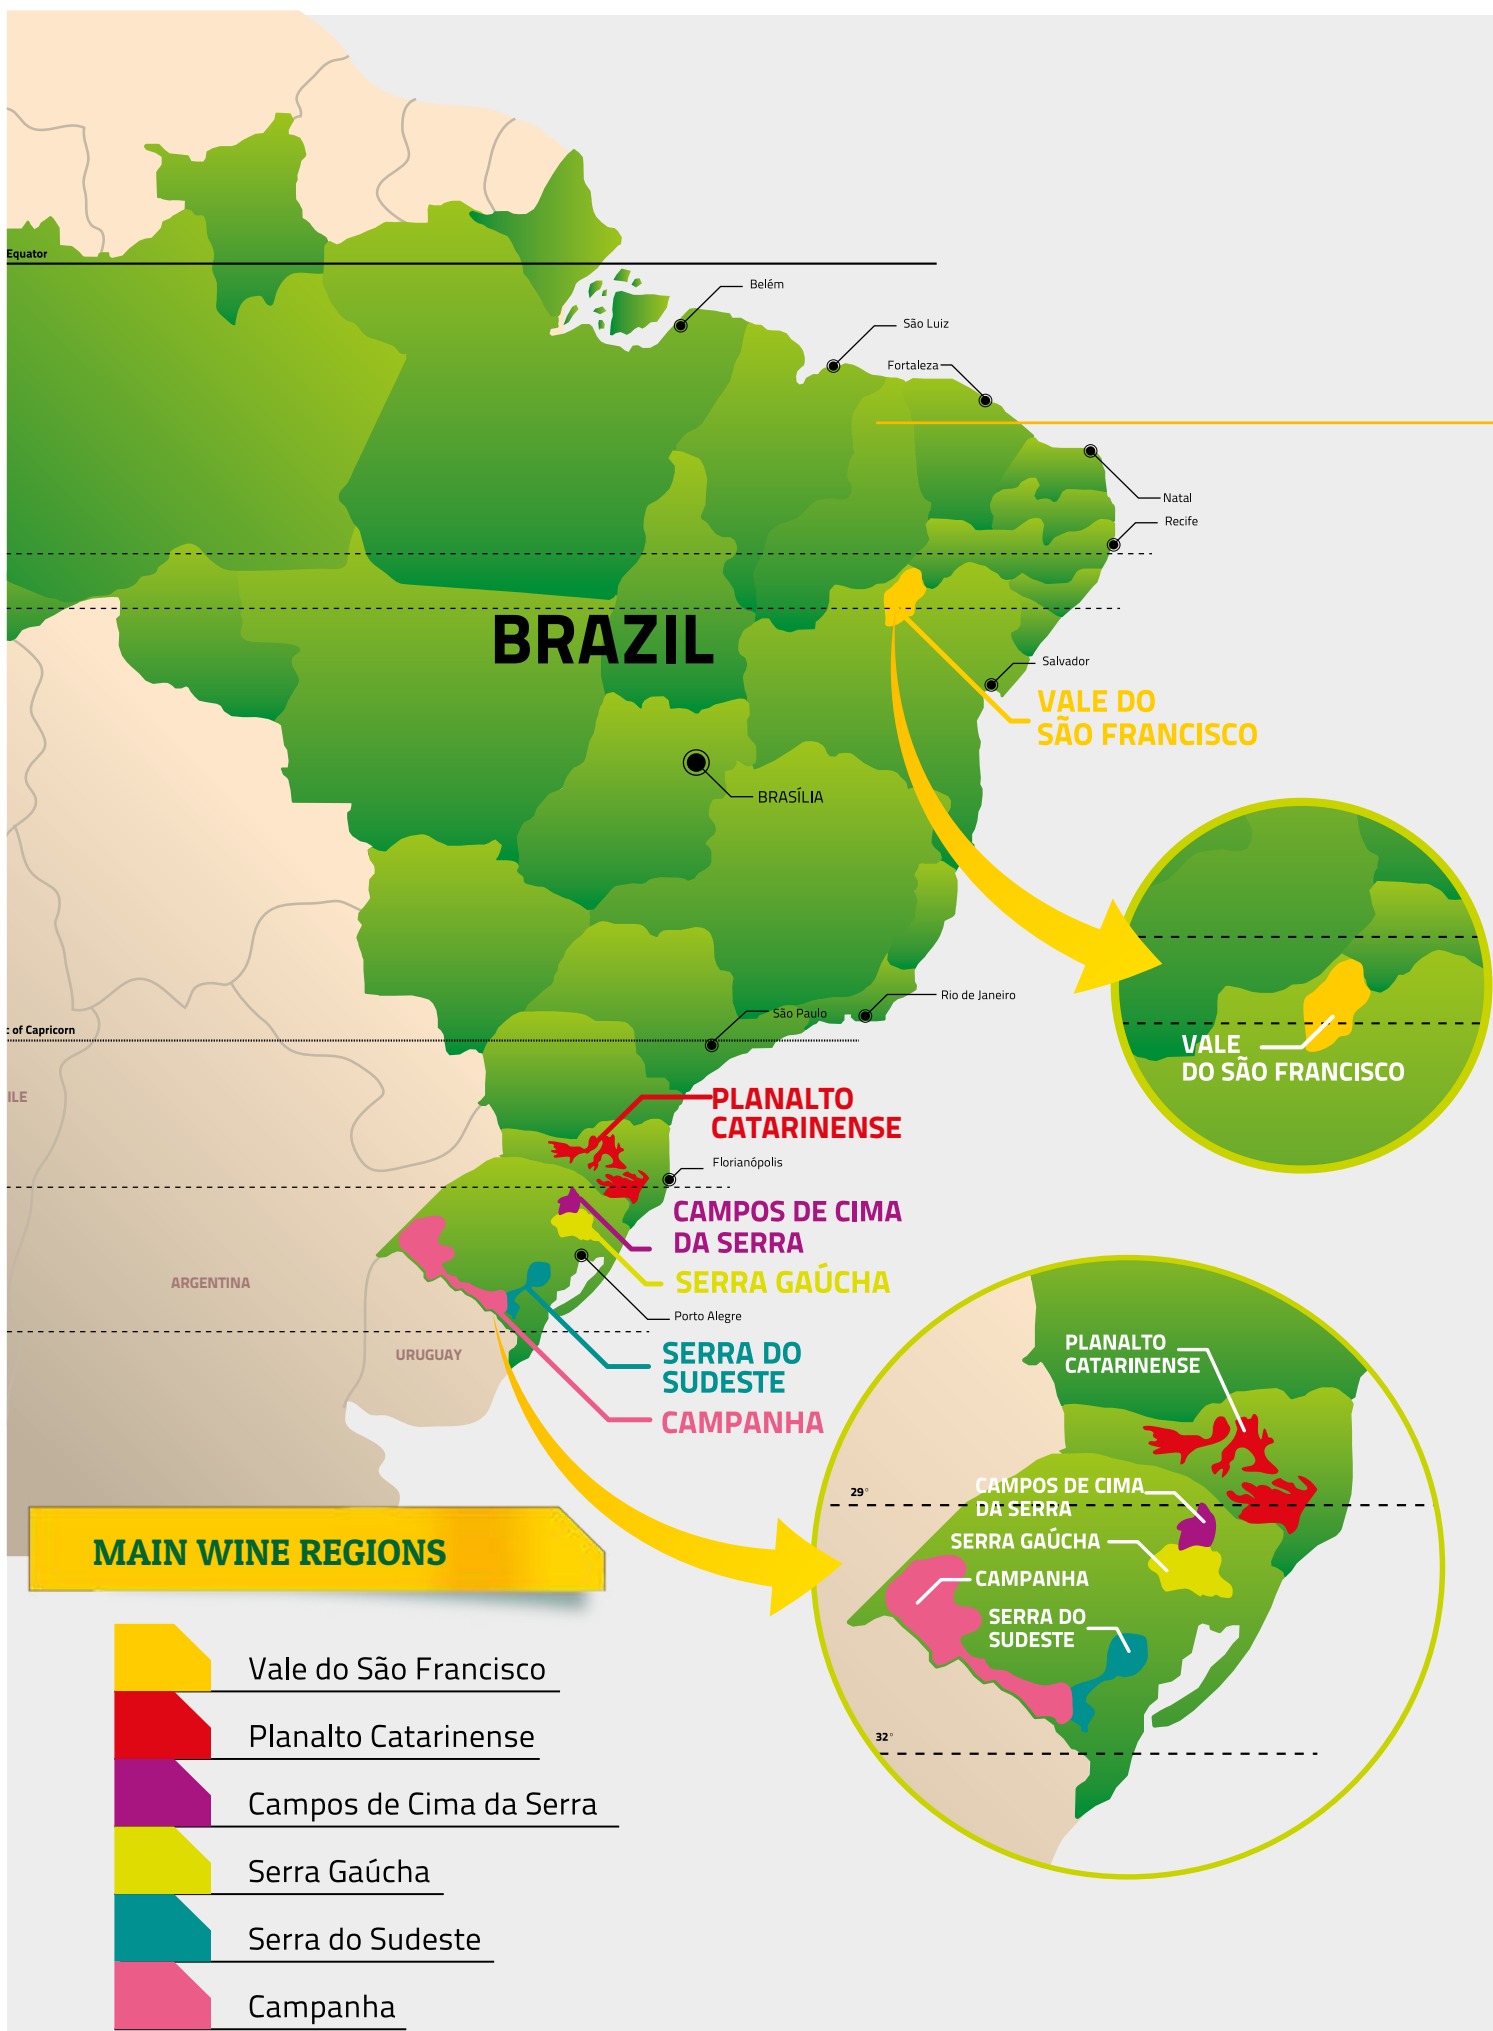 Equator
Belém
São Luiz
Fortaleza
Natal
Recife
BRAZIL
Salvador
VALE DO
SÃO FRANCISCO
BRASÍLIA
Rio de Janeiro
São Paulo
: of Capricorn
VALE
DO SÃO FRANCISCO
ILE
PLANALTO
CATARINENSE
Florianópolis
CAMPOS DE CIMA
DA SERRA
ARGENTINA
SERRA GAÚCHA
Porto Alegre
URUGUAY
SERRA DO
SUDESTE
CAMPANHA
PLANALTO
CATARINENSE
29°
CAMPOS DE CIMA
DA SERRA
SERRA GAÚCHA
CAMPANHA
SERRA DO
SUDESTE
32°
MAIN WINE REGIONS
Vale do São Francisco
Planalto Catarinense
Campos de Cima da Serra
Serra Gaúcha
Serra do Sudeste
Campanha